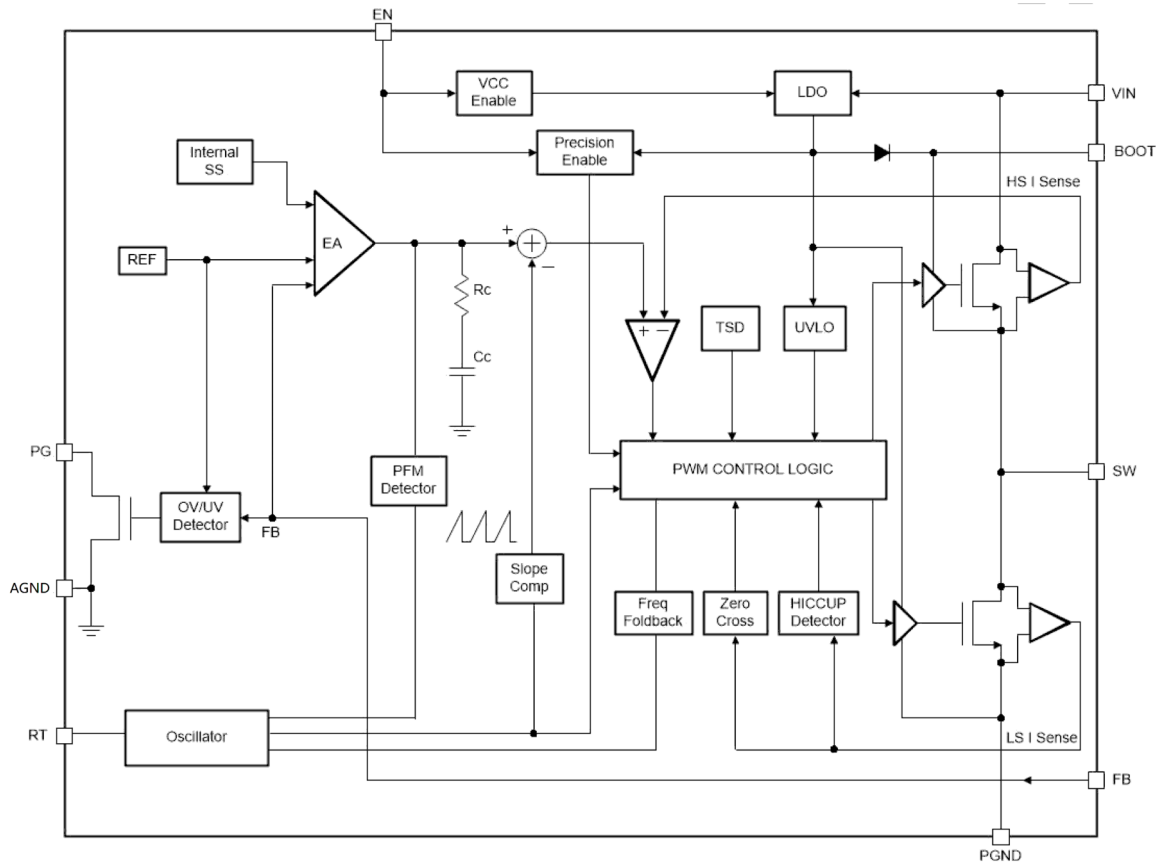 EN
VCC
Enable
LDO
VIN
Precision
Enable
BOOT
Internal
SS
HS I Sense
EA
+
+
−
REF
Rc
Cc
+ −
TSD
UVLO
PG
PFM
Detector
PWM CONTROL LOGIC
SW
OV/UV
Detector
FB
Slope
Comp
AGND
Freq
Foldback
Zero
Cross
HICCUP
Detector
RT
Oscillator
LS I Sense
FB
PGND